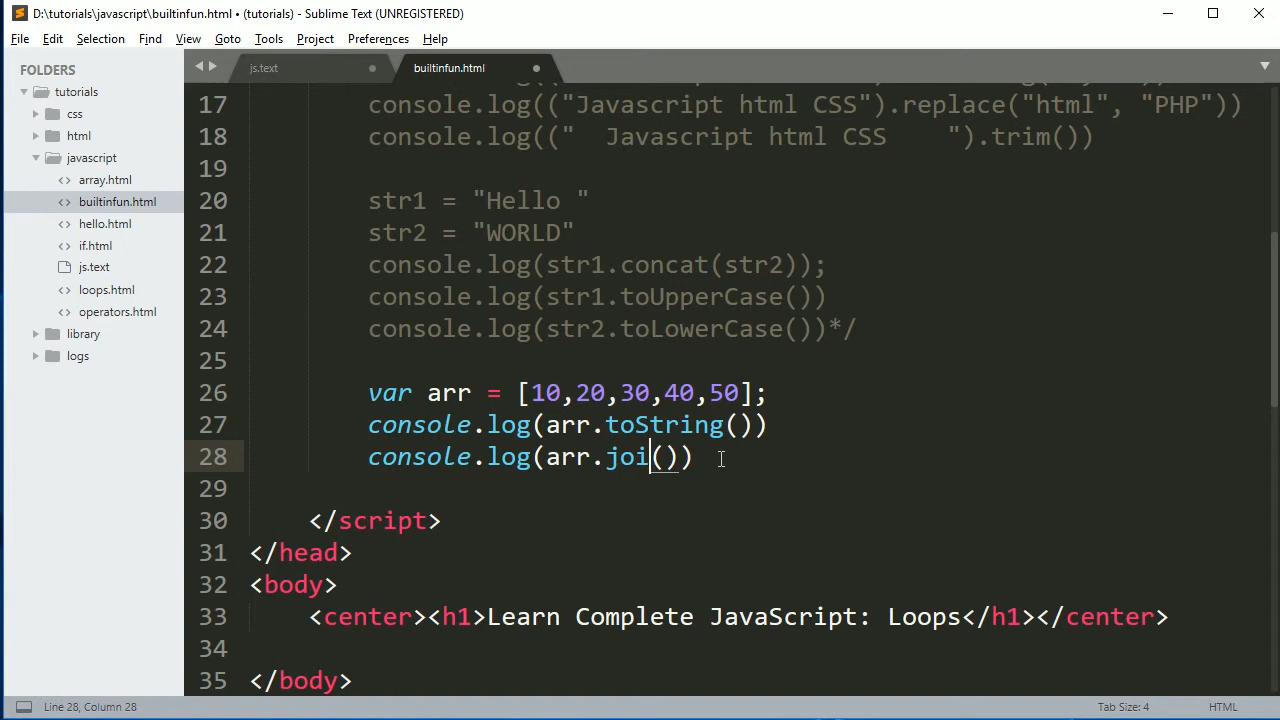 D:\tutorials\javascript\builtinfun.html • (tutorials) - Sublime Text (UNREGISTERED)
File Edit Selection Find View Goto Tools Project Preferences Help
FOLDERS
tutorials
css
html
javascript
array.html
builtinfun.html
hello.html
if.html
js.text
loops.html
operators.html
library
logs
js.text
builtinfun.html
17 console.log(("Javascript html CSS").replace("html", "PHP"))
18 console.log(("  Javascript html CSS    ").trim())
19
20 str1 = "Hello "
21 str2 = "WORLD"
22 console.log(str1.concat(str2));
23 console.log(str1.toUpperCase())
24 console.log(str2.toLowerCase())*/
25
26 var arr = [10,20,30,40,50];
27 console.log(arr.toString())
28 console.log(arr.joi())
29
30 </script>
31 </head>
32 <body>
33 <center><h1>Learn Complete JavaScript: Loops</h1></center>
34
35 </body>
Line 28, Column 28
Tab Size: 4
HTML